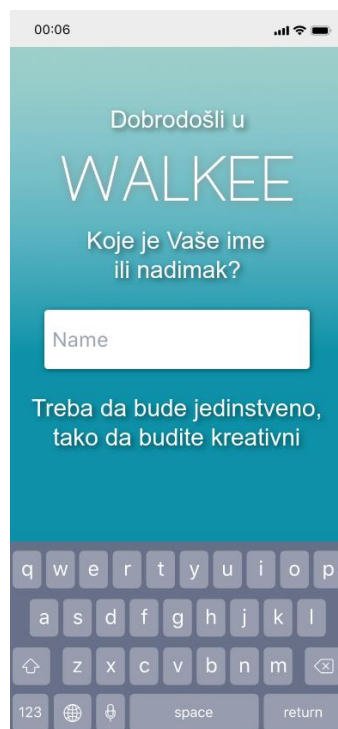 00:06
Dobrodošli u
WALKEE
Koje je Vaše ime
ili nadimak?
Name
Treba da bude jedinstveno,
tako da budite kreativni
q w e r t y u i o p
a s d f g h j k l
z x c v b n m
123 space return